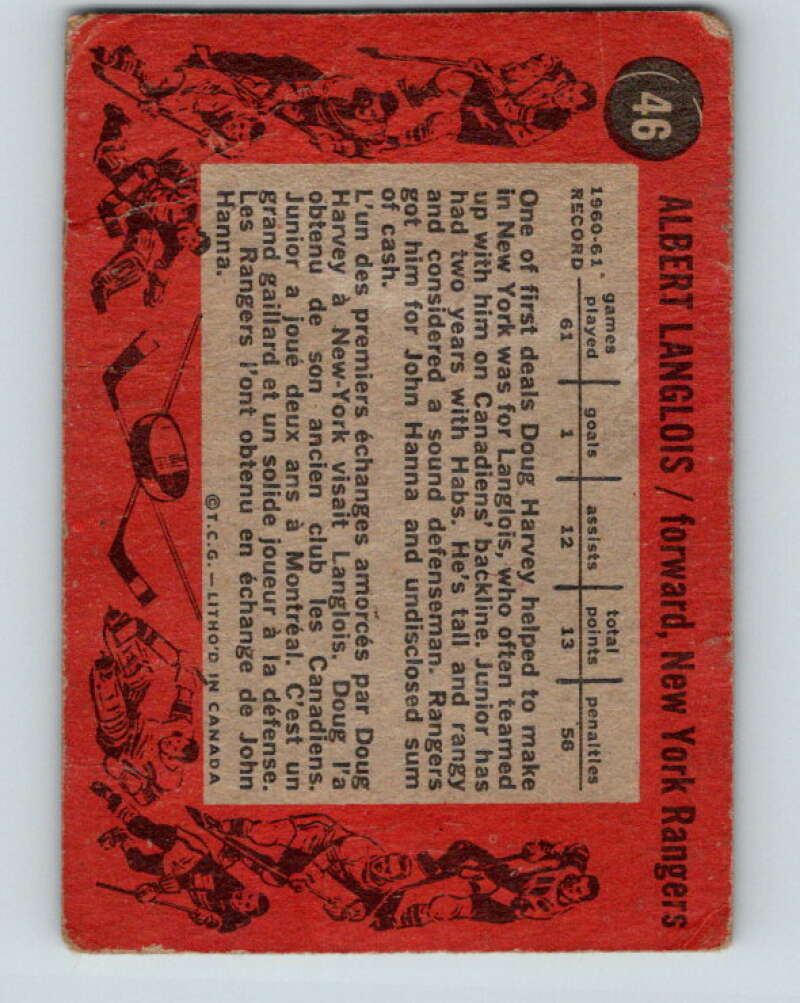 46
ALBERT LANGLOIS / forward, New York Rangers
1960-61 games played goals assists total points penalties
RECORD 61 1 12 13 56
One of first deals Doug Harvey helped to make
in New York was for Langlois, who often teamed
up with him on Canadiens' backline. Junior has
had two years with Habs. He's tall and rangy
and considered a sound defenseman. Rangers
got him for John Hanna and undisclosed sum
of cash.
L'un des premiers échanges amorcés par Doug
Harvey à New-York visait Langlois. Doug l'a
obtenu de son ancien club les Canadiens.
Junior a joué deux ans à Montréal. C'est un
grand gaillard et un solide joueur à la défense.
Les Rangers l'ont obtenu en échange de John
Hanna.
©T.C.G.—LITHO'D IN CANADA